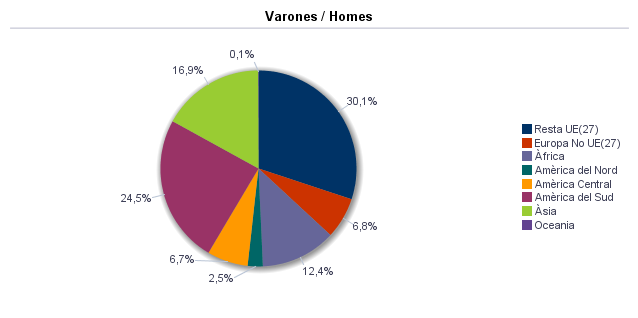 Varones / Homes
0,1%
16,9%
30,1%
24,5%
6,8%
6,7%
2,5%
12,4%
Resta UE(27)
Europa No UE(27)
Àfrica
Amèrica del Nord
Amèrica Central
Amèrica del Sud
Àsia
Oceania